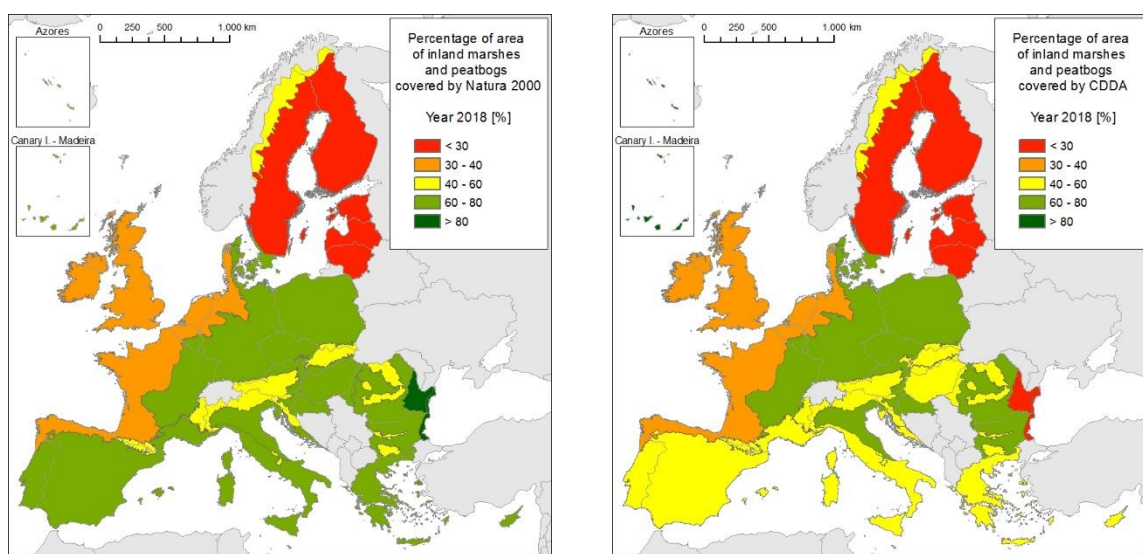 Azores
0 250 500 1.000 km
Canary I. - Madeira
Percentage of area
of inland marshes
and peatbogs
covered by Natura 2000
Year 2018 [%]
< 30
30 - 40
40 - 60
60 - 80
> 80
Azores
0 250 500 1.000 km
Canary I. - Madeira
Percentage of area
of inland marshes
and peatbogs
covered by CDDA
Year 2018 [%]
< 30
30 - 40
40 - 60
60 - 80
> 80